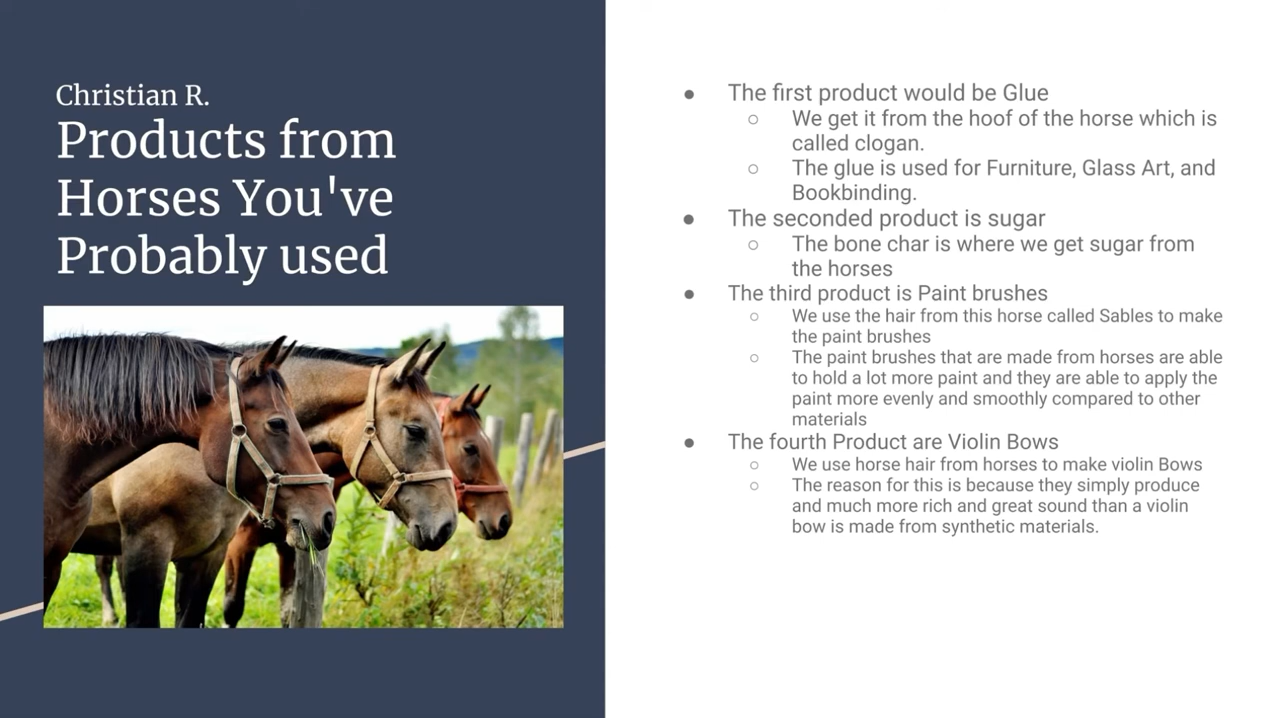 Christian R.
Products from
Horses You've
Probably used
● The first product would be Glue
○ We get it from the hoof of the horse which is
called clogan.
○ The glue is used for Furniture, Glass Art, and
Bookbinding.
● The seconded product is sugar
○ The bone char is where we get sugar from
the horses
● The third product is Paint brushes
○ We use the hair from this horse called Sables to make
the paint brushes
○ The paint brushes that are made from horses are able
to hold a lot more paint and they are able to apply the
paint more evenly and smoothly compared to other
materials
● The fourth Product are Violin Bows
○ We use horse hair from horses to make violin Bows
○ The reason for this is because they simply produce
and much more rich and great sound than a violin
bow is made from synthetic materials.